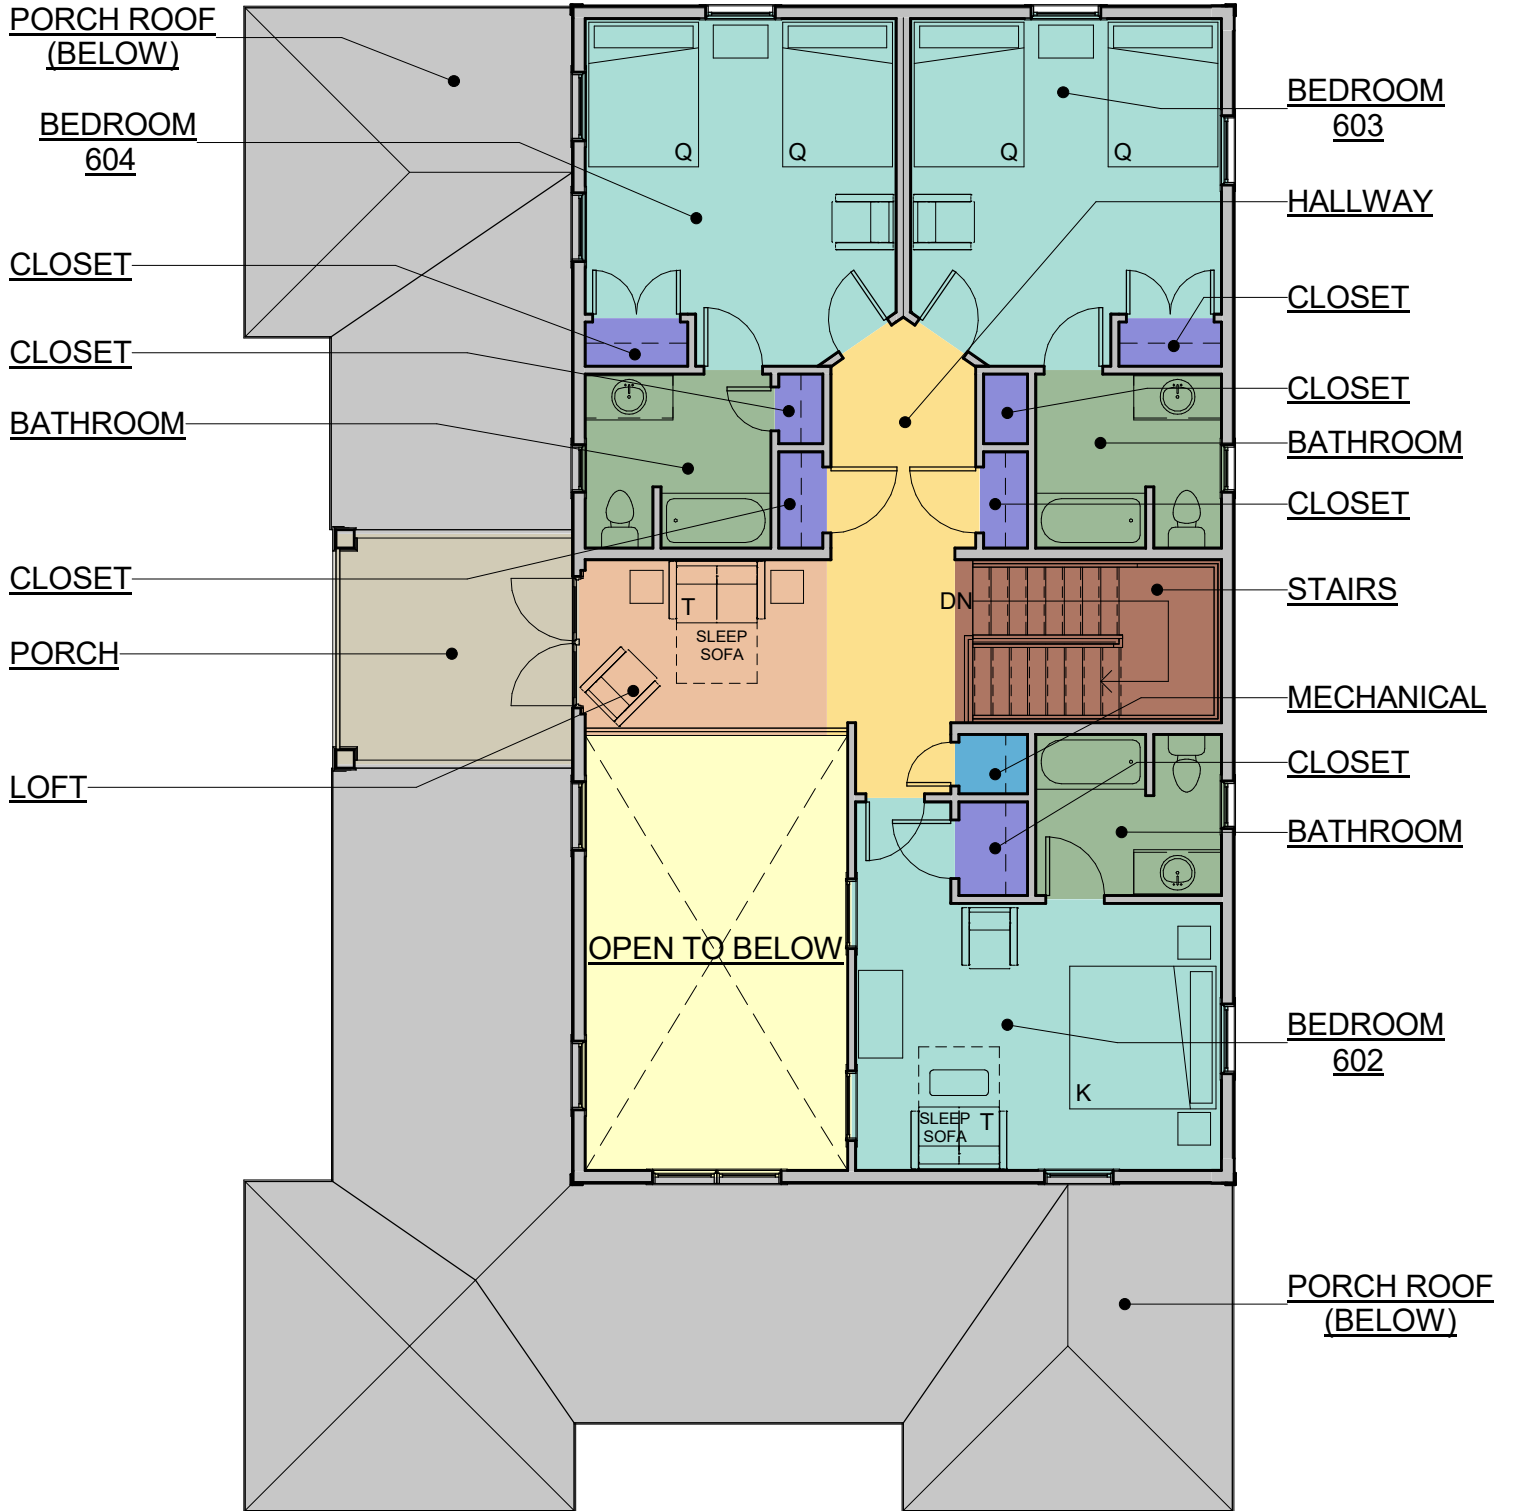 PORCH ROOF
(BELOW)
BEDROOM
604
CLOSET
CLOSET
BATHROOM
CLOSET
PORCH
LOFT
Q
Q
Q
Q
T
SLEEP
SOFA
DN
OPEN TO BELOW
K
SLEEP T
SOFA
BEDROOM
603
HALLWAY
CLOSET
CLOSET
BATHROOM
CLOSET
STAIRS
MECHANICAL
CLOSET
BATHROOM
BEDROOM
602
PORCH ROOF
(BELOW)